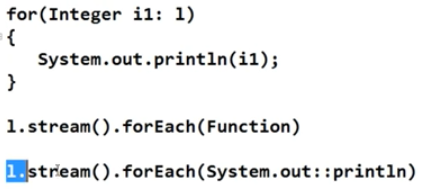 for(Integer i1: l)
{
System.out.println(i1);
}
l.stream().forEach(Function)
l.stream().forEach(System.out::println)